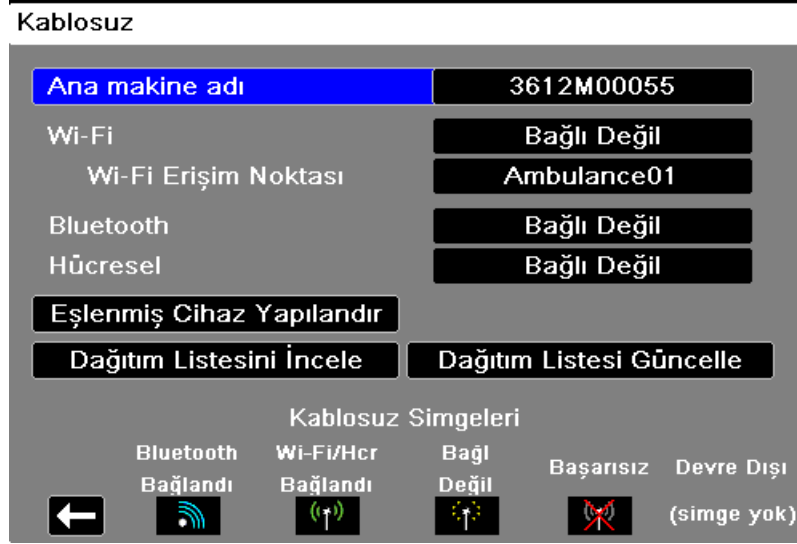 Kablosuz
Ana makine adı 3612M00055
Wi-Fi Bağlı Değil
Wi-Fi Erişim Noktası Ambulance01
Bluetooth Bağlı Değil
Hücresel Bağlı Değil
Eşlenmiş Cihaz Yapılandır
Dağıtım Listesini İncele Dağıtım Listesi Güncelle
Kablosuz Simgeleri
Bluetooth Bağlandı
Wi-Fi/Hcr Bağlandı
Bağl Değil
Başarısız
Devre Dışı
(simge yok)